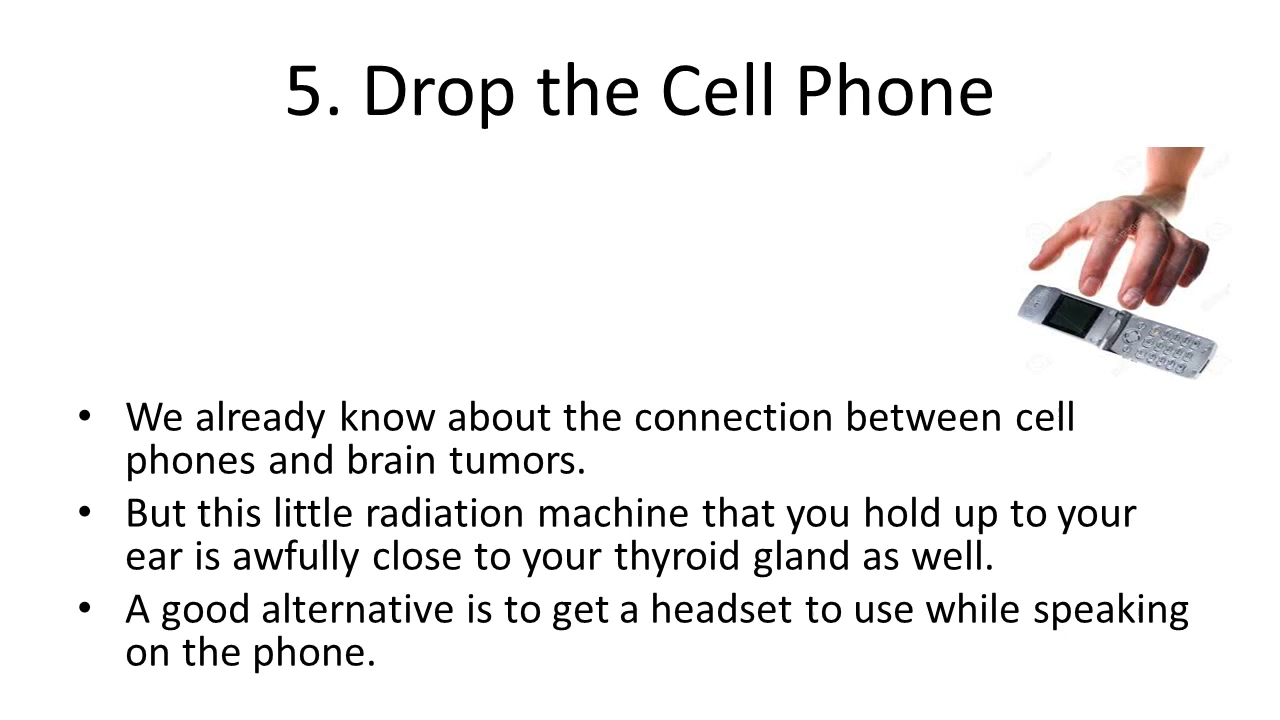 5. Drop the Cell Phone
• We already know about the connection between cell
phones and brain tumors.
• But this little radiation machine that you hold up to your
ear is awfully close to your thyroid gland as well.
• A good alternative is to get a headset to use while speaking
on the phone.